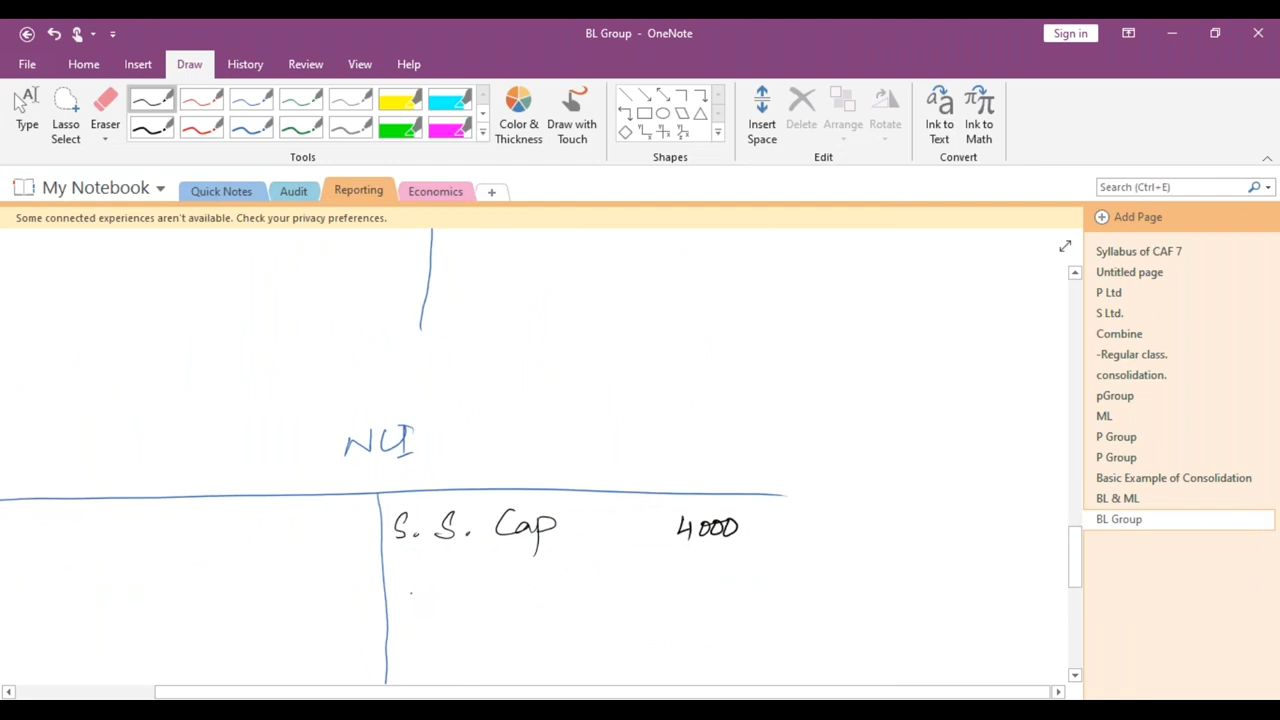 BL Group - OneNote
Sign in
File Home Insert Draw History Review View Help
Type
Lasso Select
Eraser
Color & Thickness
Draw with Touch
Insert Space
Delete
Arrange
Rotate
Ink to Text
Ink to Math
Tools
Shapes
Edit
Convert
My Notebook
Quick Notes
Audit
Reporting
Economics
Search (Ctrl+E)
Some connected experiences aren't available. Check your privacy preferences.
Add Page
Syllabus of CAF 7
Untitled page
P Ltd
S Ltd.
Combine
-Regular class.
consolidation.
pGroup
ML
P Group
P Group
Basic Example of Consolidation
BL & ML
BL Group
NCI
S. S. Cap 4000